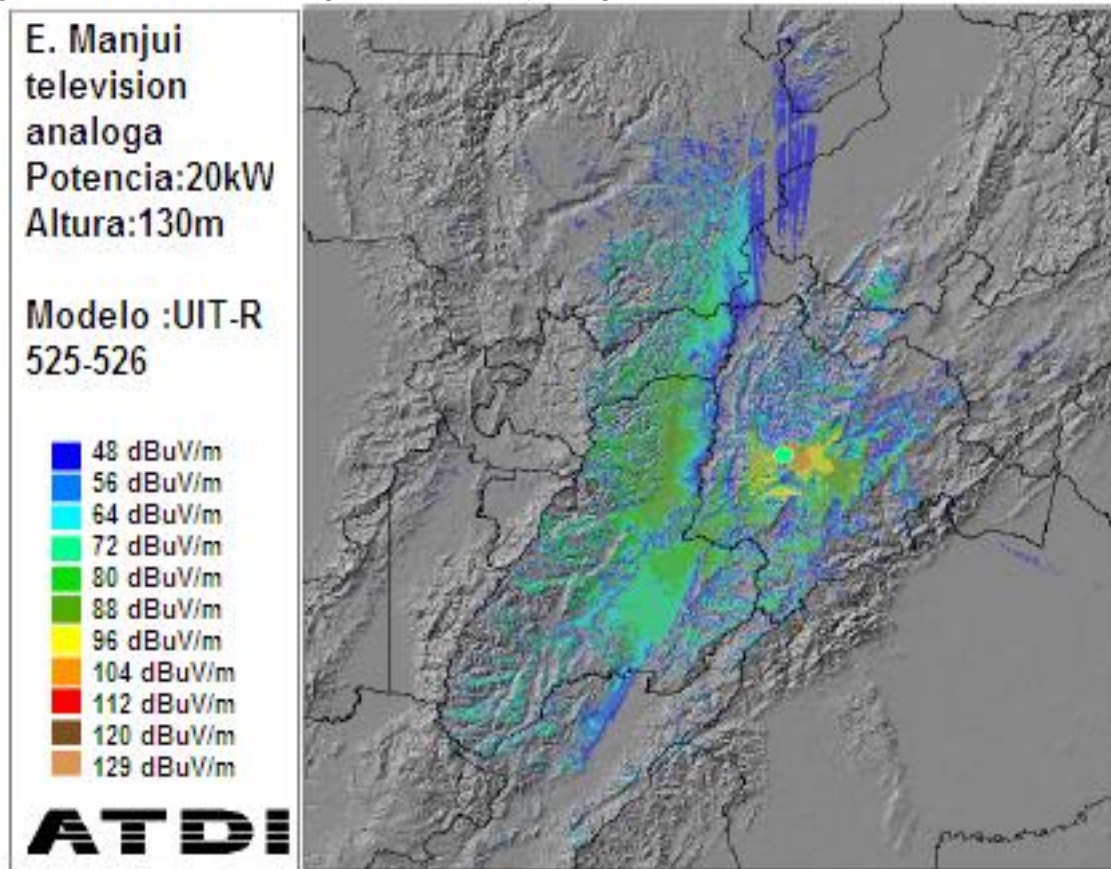 E. Manjui
television
analoga
Potencia:20kW
Altura:130m
Modelo :UIT-R
525-526
48 dBuV/m
56 dBuV/m
64 dBuV/m
72 dBuV/m
80 dBuV/m
88 dBuV/m
96 dBuV/m
104 dBuV/m
112 dBuV/m
120 dBuV/m
129 dBuV/m
ATDI